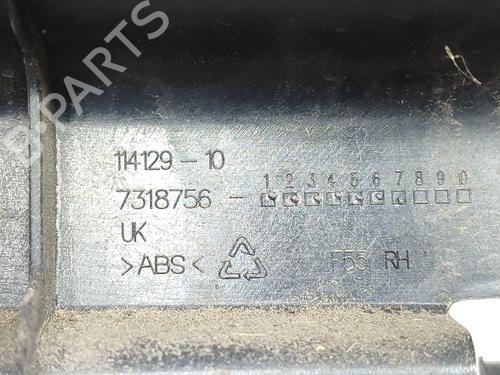 B-PARTS
114129-10
1 2 3 4 5 6 7 8 9 0
7318756 -
UK
>ABS<
F55 RH